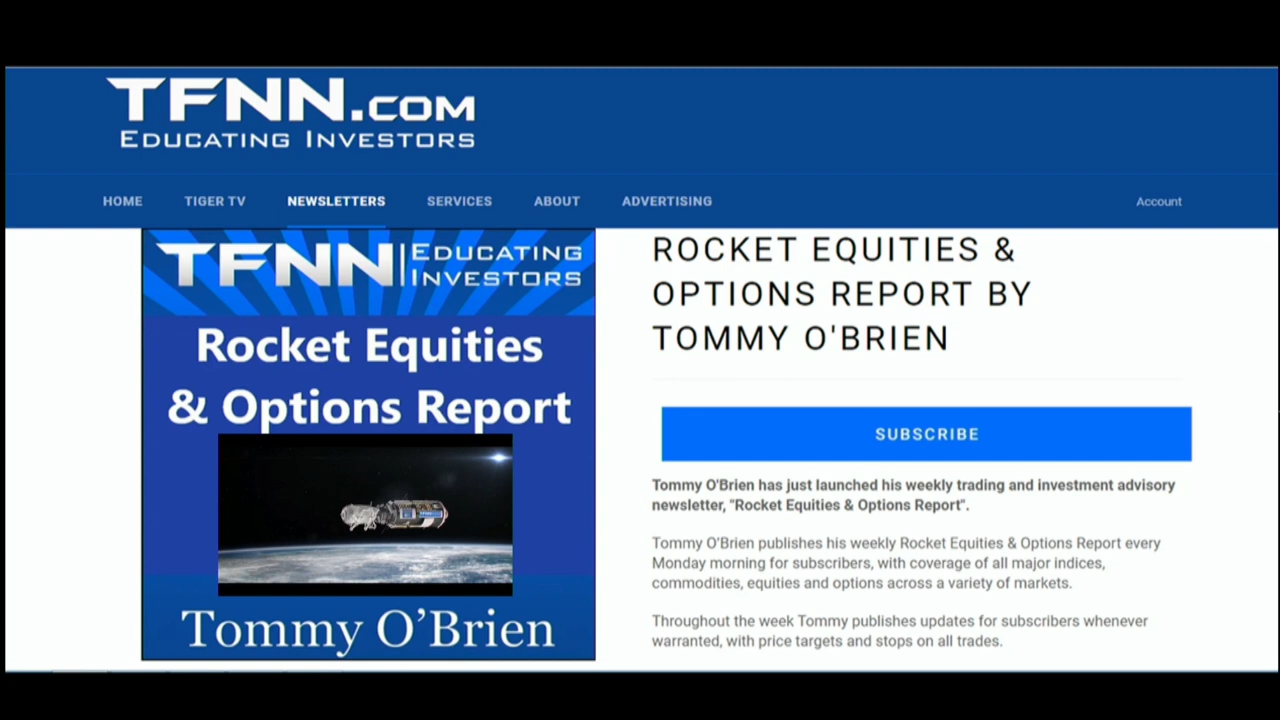 TFNN.COM
EDUCATING INVESTORS
HOME TIGER TV NEWSLETTERS SERVICES ABOUT ADVERTISING Account
TFNN EDUCATING
INVESTORS
Rocket Equities
& Options Report
Tommy O’Brien
ROCKET EQUITIES &
OPTIONS REPORT BY
TOMMY O'BRIEN
SUBSCRIBE
Tommy O'Brien has just launched his weekly trading and investment advisory
newsletter, "Rocket Equities & Options Report".
Tommy O’Brien publishes his weekly Rocket Equities & Options Report every
Monday morning for subscribers, with coverage of all major indices,
commodities, equities and options across a variety of markets.
Throughout the week Tommy publishes updates for subscribers whenever
warranted, with price targets and stops on all trades.